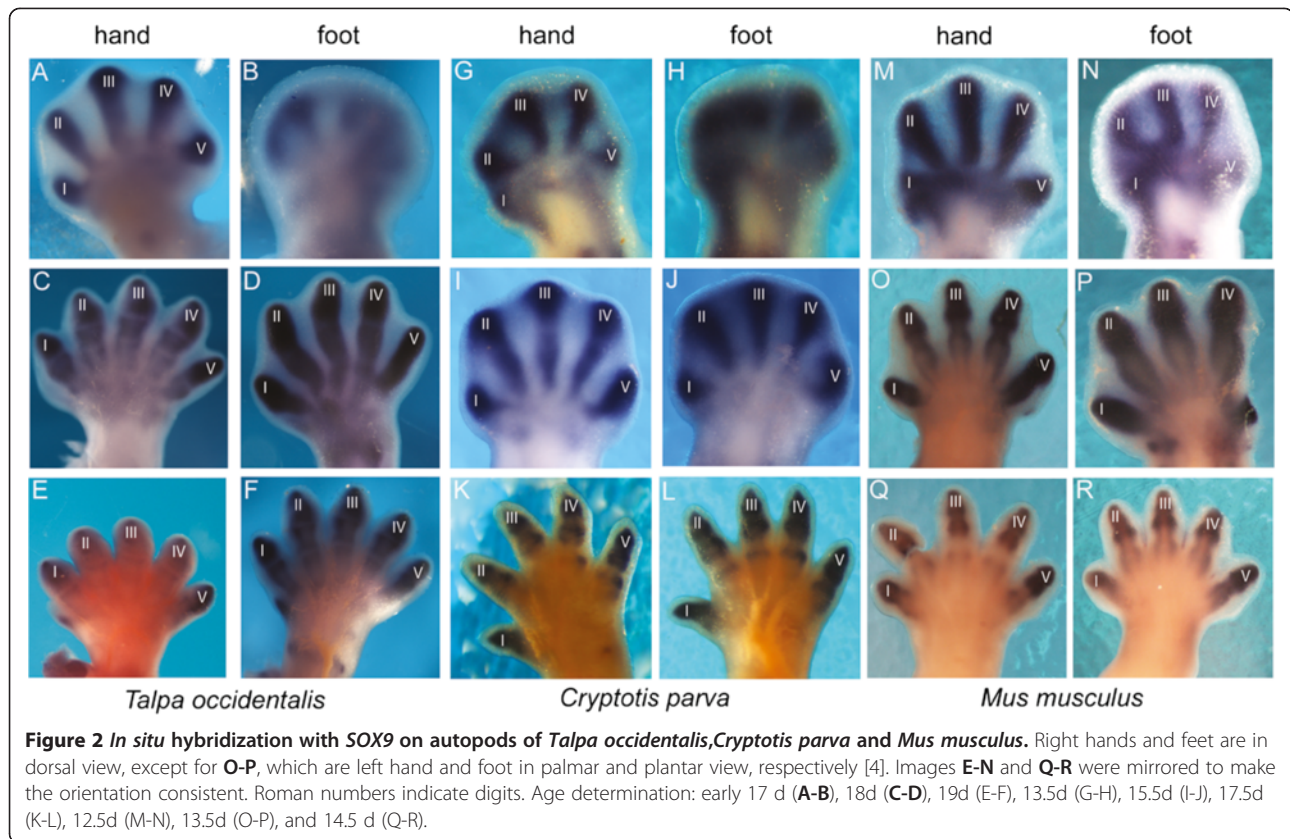 hand foot hand foot hand foot
A III IV II V I
B
G III IV II V I
H
M III IV II I V
N III IV II V I
C III II IV I V
D III IV II V I
I III II IV I V
J III II IV I V
O III IV II V I
P III IV II I V
E III II IV I V
F II III IV I V
K IV III V II I
L III IV II V I
Q III IV II I V
R III II IV I V
Talpa occidentalis Cryptotis parva Mus musculus
Figure 2 In situ hybridization with SOX9 on autopods of Talpa occidentalis,Cryptotis parva and Mus musculus. Right hands and feet are in
dorsal view, except for O-P, which are left hand and foot in palmar and plantar view, respectively [4]. Images E-N and Q-R were mirrored to make
the orientation consistent. Roman numbers indicate digits. Age determination: early 17 d (A-B), 18d (C-D), 19d (E-F), 13.5d (G-H), 15.5d (I-J), 17.5d
(K-L), 12.5d (M-N), 13.5d (O-P), and 14.5 d (Q-R).